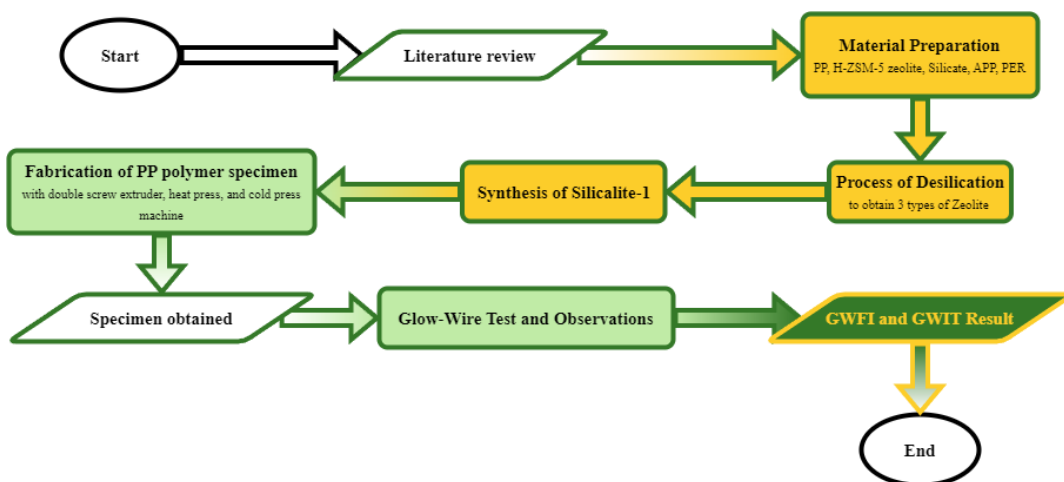 Start
Literature review
Material Preparation
PP, H-ZSM-5 zeolite, Silicate, APP, PER
Process of Desilication
to obtain 3 types of Zeolite
Synthesis of Silicalite-1
Fabrication of PP polymer specimen
with double screw extruder, heat press, and cold press
machine
Specimen obtained
Glow-Wire Test and Observations
GWFI and GWIT Result
End